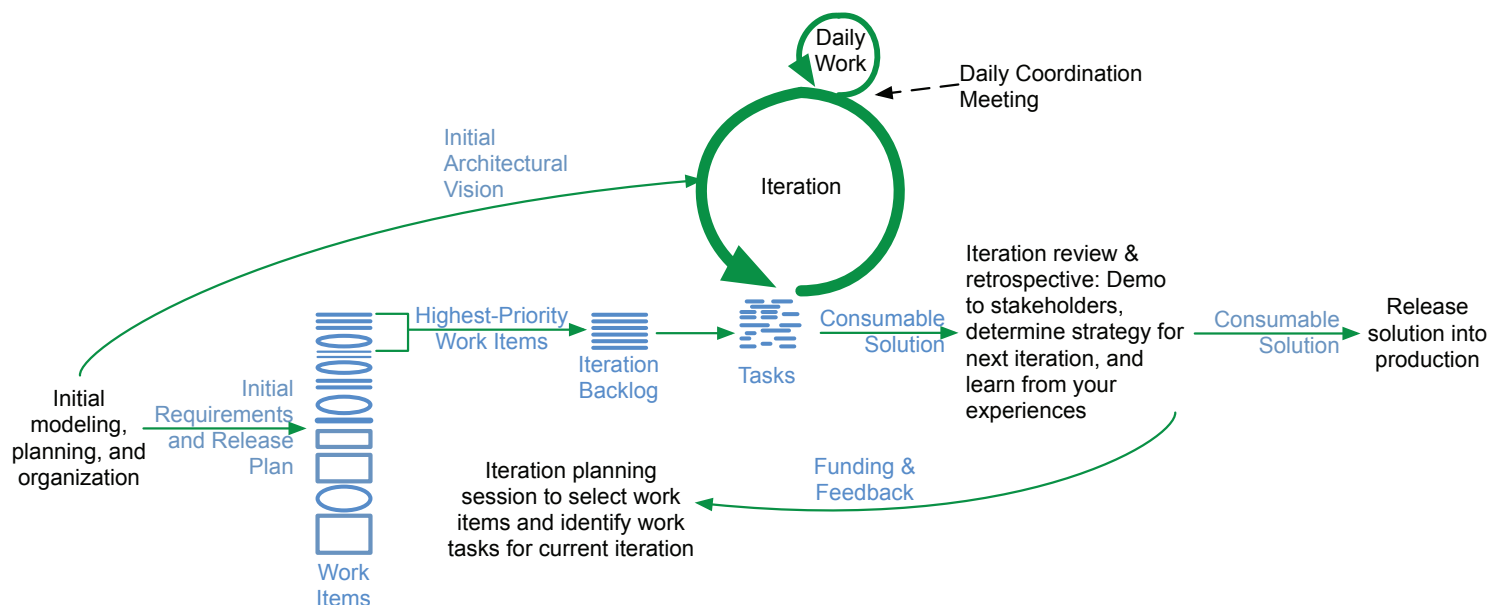 Daily
Work
Daily Coordination
Meeting
Initial
Architectural
Vision
Iteration
Iteration review &
retrospective: Demo
to stakeholders,
determine strategy for
next iteration, and
learn from your
experiences
Highest-Priority
Work Items
Iteration
Backlog
Tasks
Consumable
Solution
Consumable
Solution
Release
solution into
production
Initial
modeling,
planning, and
organization
Initial
Requirements
and Release
Plan
Iteration planning
session to select work
items and identify work
tasks for current iteration
Funding &
Feedback
Work
Items